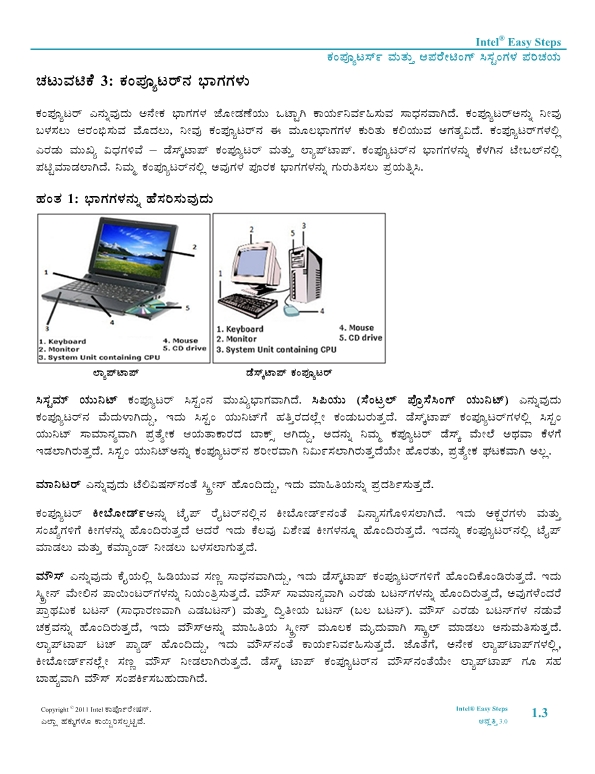 Intel® Easy Steps
ಕಂಪ್ಯೂಟರ್ಸ್ ಮತ್ತು ಆಪರೇಟಿಂಗ್ ಸಿಸ್ಟಂಗಳ ಪರಿಚಯ
ಚಟುವಟಿಕೆ 3: ಕಂಪ್ಯೂಟರ್‌ನ ಭಾಗಗಳು
ಕಂಪ್ಯೂಟರ್ ಎನ್ನುವುದು ಅನೇಕ ಭಾಗಗಳ ಜೋಡಣೆಯು ಒಟ್ಟಾಗಿ ಕಾರ್ಯನಿರ್ವಹಿಸುವ ಸಾಧನವಾಗಿದೆ. ಕಂಪ್ಯೂಟರ್‌ಅನ್ನು ನೀವು
ಬಳಸಲು ಆರಂಭಿಸುವ ಮೊದಲು, ನೀವು ಕಂಪ್ಯೂಟರ್‌ನ ಈ ಮೂಲಭಾಗಗಳ ಕುರಿತು ಕಲಿಯುವ ಅಗತ್ಯವಿದೆ. ಕಂಪ್ಯೂಟರ್‌ಗಳಲ್ಲಿ
ಎರಡು ಮುಖ್ಯ ವಿಧಗಳಿವೆ – ಡೆಸ್ಕ್‌ಟಾಪ್ ಕಂಪ್ಯೂಟರ್ ಮತ್ತು ಲ್ಯಾಪ್‌ಟಾಪ್. ಕಂಪ್ಯೂಟರ್‌ನ ಭಾಗಗಳನ್ನು ಕೆಳಗಿನ ಟೇಬಲ್‌ನಲ್ಲಿ
ಪಟ್ಟಿಮಾಡಲಾಗಿದೆ. ನಿಮ್ಮ ಕಂಪ್ಯೂಟರ್‌ನಲ್ಲಿ ಅವುಗಳ ಪೂರಕ ಭಾಗಗಳನ್ನು ಗುರುತಿಸಲು ಪ್ರಯತ್ನಿಸಿ.
ಹಂತ 1: ಭಾಗಗಳನ್ನು ಹೆಸರಿಸುವುದು
1
2
3
4
5
1. Keyboard 4. Mouse
2. Monitor 5. CD drive
3. System Unit containing CPU
1
2
3
4
5
1. Keyboard 4. Mouse
2. Monitor 5. CD drive
3. System Unit containing CPU
ಲ್ಯಾಪ್‌ಟಾಪ್ ಡೆಸ್ಕ್‌ಟಾಪ್ ಕಂಪ್ಯೂಟರ್
ಸಿಸ್ಟಮ್ ಯುನಿಟ್ ಕಂಪ್ಯೂಟರ್ ಸಿಸ್ಟಂನ ಮುಖ್ಯಭಾಗವಾಗಿದೆ. ಸಿಪಿಯು (ಸೆಂಟ್ರಲ್ ಪ್ರೊಸೆಸಿಂಗ್ ಯುನಿಟ್) ಎನ್ನುವುದು
ಕಂಪ್ಯೂಟರ್‌ನ ಮೆದುಳಾಗಿದ್ದು, ಇದು ಸಿಸ್ಟಂ ಯುನಿಟ್‌ಗೆ ಹತ್ತಿರದಲ್ಲೇ ಕಂಡುಬರುತ್ತದೆ. ಡೆಸ್ಕ್‌ಟಾಪ್ ಕಂಪ್ಯೂಟರ್‌ಗಳಲ್ಲಿ ಸಿಸ್ಟಂ
ಯುನಿಟ್ ಸಾಮಾನ್ಯವಾಗಿ ಪ್ರತ್ಯೇಕ ಆಯತಾಕಾರದ ಬಾಕ್ಸ್ ಆಗಿದ್ದು, ಅದನ್ನು ನಿಮ್ಮ ಕಪ್ಯೂಟರ್ ಡೆಸ್ಕ್ ಮೇಲೆ ಅಥವಾ ಕೆಳಗೆ
ಇಡಲಾಗಿರುತ್ತದೆ. ಸಿಸ್ಟಂ ಯುನಿಟ್‌ಅನ್ನು ಕಂಪ್ಯೂಟರ್‌ನ ಶರೀರವಾಗಿ ನಿರ್ಮಿಸಲಾಗಿರುತ್ತದೆಯೇ ಹೊರತು, ಪ್ರತ್ಯೇಕ ಘಟಕವಾಗಿ ಅಲ್ಲ.
ಮಾನಿಟರ್ ಎನ್ನುವುದು ಟೆಲಿವಿಷನ್‌ನಂತೆ ಸ್ಕ್ರೀನ್ ಹೊಂದಿದ್ದು, ಇದು ಮಾಹಿತಿಯನ್ನು ಪ್ರದರ್ಶಿಸುತ್ತದೆ.
ಕಂಪ್ಯೂಟರ್ ಕೀಬೋರ್ಡ್‌ಅನ್ನು ಟೈಪ್ ರೈಟರ್‌ನಲ್ಲಿನ ಕೀಬೋರ್ಡ್‌ನಂತೆ ವಿನ್ಯಾಸಗೊಳಿಸಲಾಗಿದೆ. ಇದು ಅಕ್ಷರಗಳು ಮತ್ತು
ಸಂಖ್ಯೆಗಳಿಗೆ ಕೀಗಳನ್ನು ಹೊಂದಿರುತ್ತದೆ ಆದರೆ ಇದು ಕೆಲವು ವಿಶೇಷ ಕೀಗಳನ್ನೂ ಹೊಂದಿರುತ್ತದೆ. ಇದನ್ನು ಕಂಪ್ಯೂಟರ್‌ನಲ್ಲಿ ಟೈಪ್
ಮಾಡಲು ಮತ್ತು ಕಮ್ಯಾಂಡ್ ನೀಡಲು ಬಳಸಲಾಗುತ್ತದೆ.
ಮೌಸ್ ಎನ್ನುವುದು ಕೈಯಲ್ಲಿ ಹಿಡಿಯುವ ಸಣ್ಣ ಸಾಧನವಾಗಿದ್ದು, ಇದು ಡೆಸ್ಕ್‌ಟಾಪ್ ಕಂಪ್ಯೂಟರ್‌ಗಳಿಗೆ ಹೊಂದಿಕೊಂಡಿರುತ್ತದೆ. ಇದು
ಸ್ಕ್ರೀನ್ ಮೇಲಿನ ಪಾಯಿಂಟರ್‌ಗಳನ್ನು ನಿಯಂತ್ರಿಸುತ್ತದೆ. ಮೌಸ್ ಸಾಮಾನ್ಯವಾಗಿ ಎರಡು ಬಟನ್‌ಗಳನ್ನು ಹೊಂದಿರುತ್ತದೆ, ಅವುಗಳೆಂದರೆ
ಪ್ರಾಥಮಿಕ ಬಟನ್ (ಸಾಧಾರಣವಾಗಿ ಎಡಬಟನ್) ಮತ್ತು ದ್ವಿತೀಯ ಬಟನ್ (ಬಲ ಬಟನ್). ಮೌಸ್ ಎರಡು ಬಟನ್‌ಗಳ ನಡುವೆ
ಚಕ್ರವನ್ನು ಹೊಂದಿರುತ್ತದೆ, ಇದು ಮೌಸ್‌ಅನ್ನು ಮಾಹಿತಿಯ ಸ್ಕ್ರೀನ್ ಮೂಲಕ ಮೃದುವಾಗಿ ಸ್ಕ್ರಾಲ್ ಮಾಡಲು ಅನುಮತಿಸುತ್ತದೆ.
ಲ್ಯಾಪ್‌ಟಾಪ್ ಟಚ್ ಪ್ಯಾಡ್ ಹೊಂದಿದ್ದು, ಇದು ಮೌಸ್‌ನಂತೆ ಕಾರ್ಯನಿರ್ವಹಿಸುತ್ತದೆ. ಜೊತೆಗೆ, ಅನೇಕ ಲ್ಯಾಪ್‌ಟಾಪ್‌ಗಳಲ್ಲಿ,
ಕೀಬೋರ್ಡ್‌ನಲ್ಲೇ ಸಣ್ಣ ಮೌಸ್ ನೀಡಲಾಗಿರುತ್ತದೆ. ಡೆಸ್ಕ್ ಟಾಪ್ ಕಂಪ್ಯೂಟರ್‌ನ ಮೌಸ್‌ನಂತೆಯೇ ಲ್ಯಾಪ್‌ಟಾಪ್ ಗೂ ಸಹ
ಬಾಹ್ಯವಾಗಿ ಮೌಸ್ ಸಂಪರ್ಕಿಸಬಹುದಾಗಿದೆ.
Copyright © 2011 Intel ಕಾರ್ಪೊರೇಷನ್. Intel® Easy Steps 1.3
ಎಲ್ಲಾ ಹಕ್ಕುಗಳೂ ಕಾಯ್ದಿರಿಸಲ್ಪಟ್ಟಿವೆ. ಆವೃತ್ತಿ 3.0